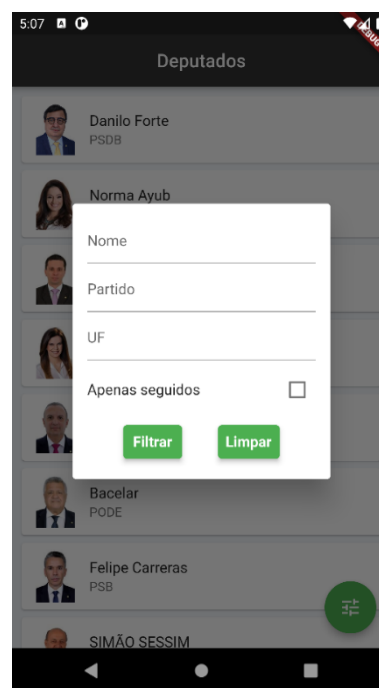 5:07
DEBUG
Deputados
Danilo Forte
PSDB
Norma Ayub
Nome
Partido
UF
Apenas seguidos
Filtrar Limpar
Bacelar
PODE
Felipe Carreras
PSB
SIMÃO SESSIM